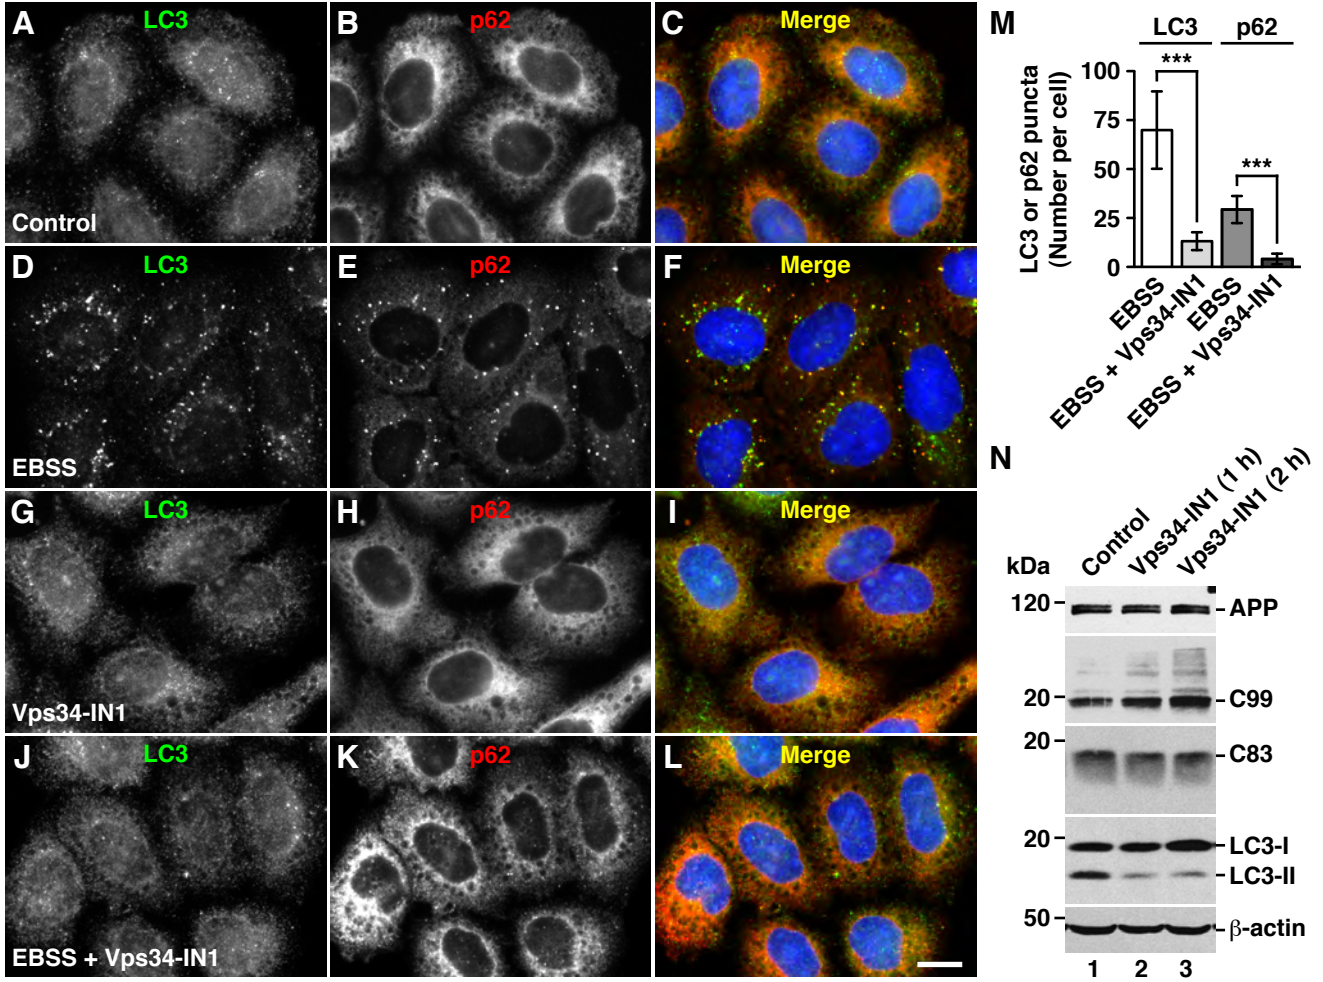 A LC3
B p62
C Merge
Control
D LC3
E p62
F Merge
EBSS
G LC3
H p62
I Merge
Vps34-IN1
J LC3
K p62
L Merge
EBSS + Vps34-IN1
M
LC3 p62
LC3 or p62 puncta
(Number per cell)
100
75
50
25
0
***
***
EBSS
EBSS + Vps34-IN1
EBSS
EBSS + Vps34-IN1
N
kDa
Control
Vps34-IN1 (1 h)
Vps34-IN1 (2 h)
120 APP
20 C99
20 C83
20 LC3-I
LC3-II
50 β-actin
1 2 3